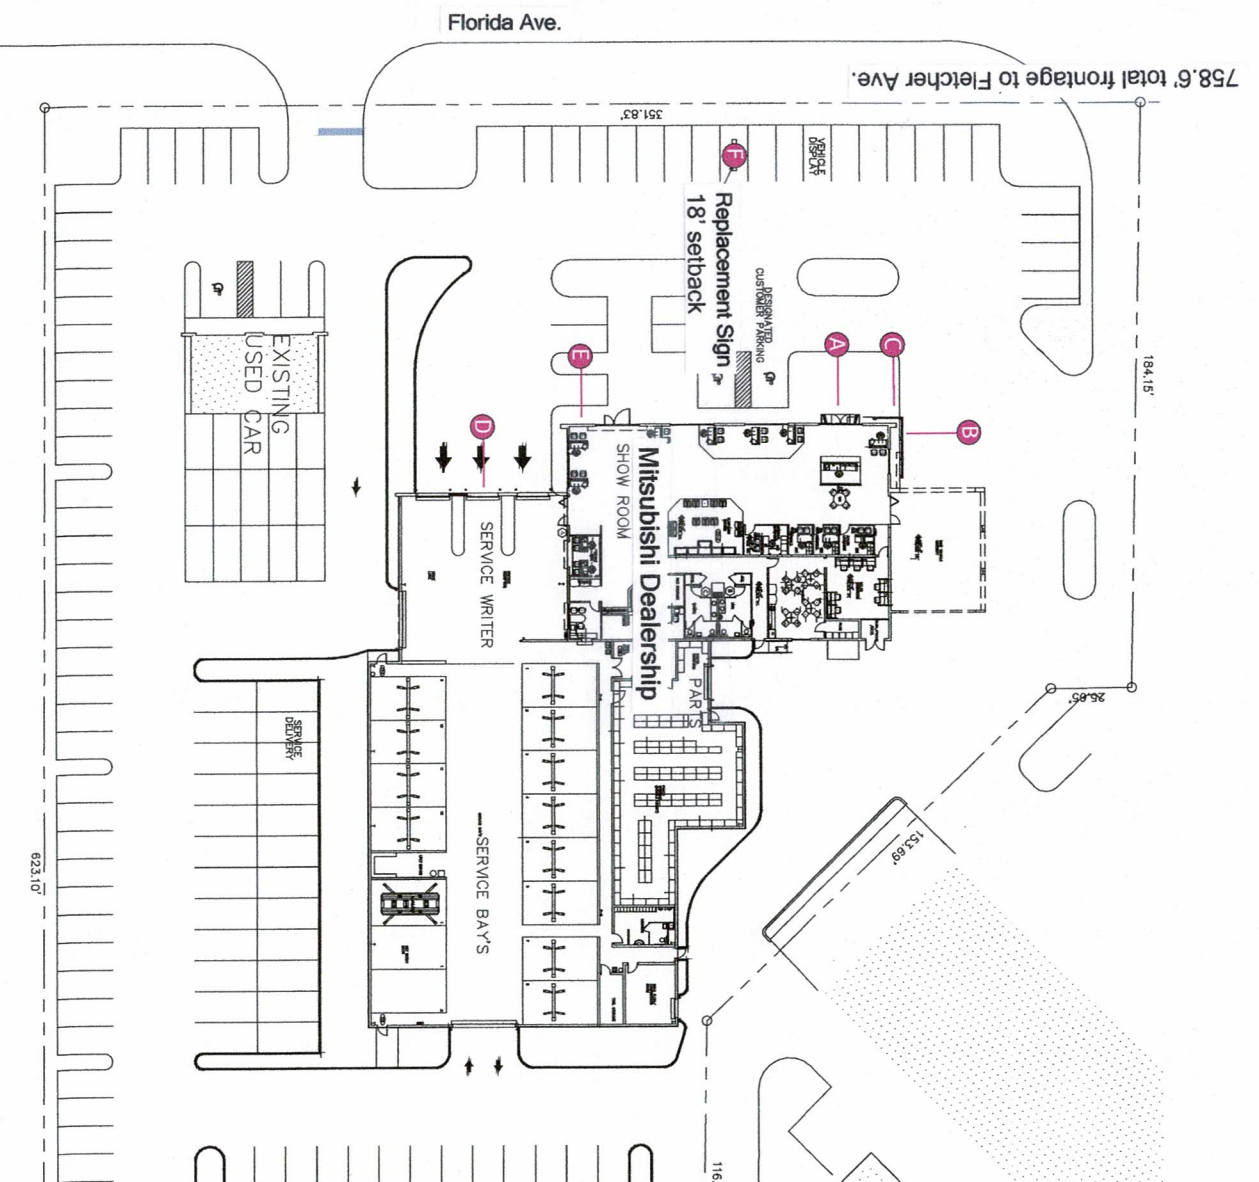 Florida Ave.
758.6' total frontage to Fletcher Ave.
351.83'
VEHICLE
DISPLAY
F
Replacement Sign
18' setback
DESIGNATED
CUSTOMER PARKING
EXISTING
USED CAR
E
A
C
B
D
184.15'
SHOW ROOM
Mitsubishi Dealership
SERVICE WRITER
PARTS
25.65'
SERVICE
DELIVERY
SERVICE BAY'S
153.69'
623.10'
116.